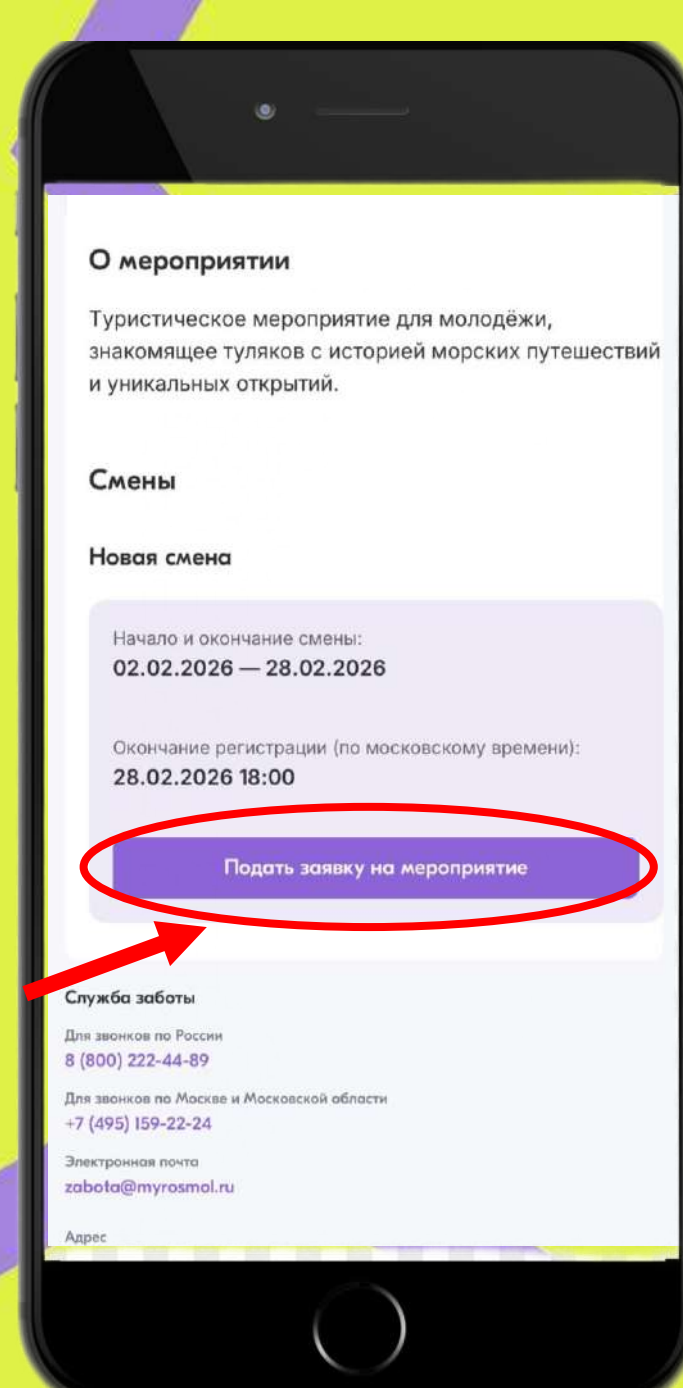 О мероприятии
Туристическое мероприятие для молодёжи,
знакомящее туляков с историей морских путешествий
и уникальных открытий.
Смены
Новая смена
Начало и окончание смены:
02.02.2026 — 28.02.2026
Окончание регистрации (по московскому времени):
28.02.2026 18:00
Подать заявку на мероприятие
Служба заботы
Для звонков по России
8 (800) 222-44-89
Для звонков по Москве и Московской области
+7 (495) 159-22-24
Электронная почта
zabota@myrosmol.ru
Адрес